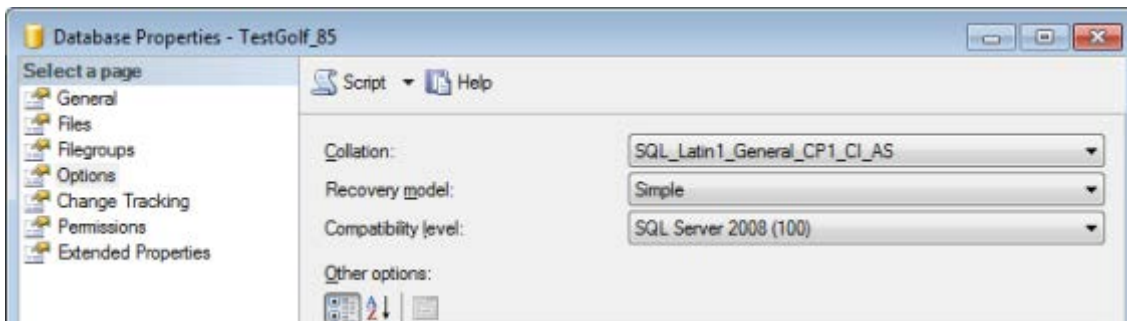 Database Properties - TestGolf_85
Select a page
General
Files
Filegroups
Options
Change Tracking
Permissions
Extended Properties
Script Help
Collation: SQL_Latin1_General_CP1_CI_AS
Recovery model: Simple
Compatibility level: SQL Server 2008 (100)
Other options: